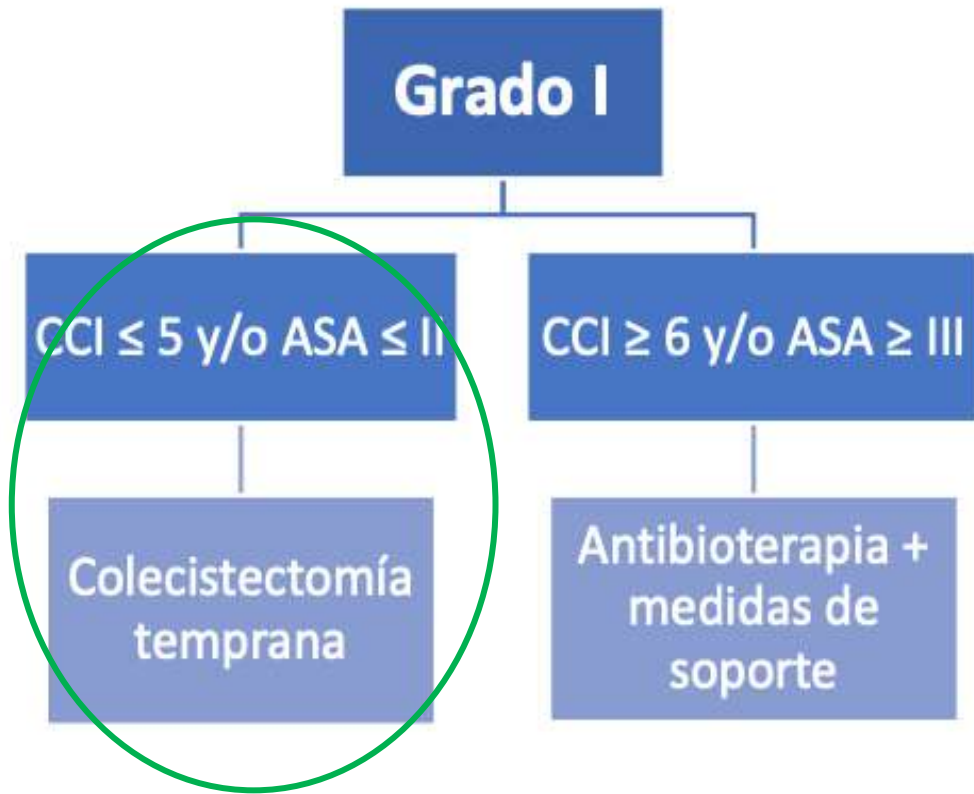 Grado I
CCI ≤ 5 y/o ASA ≤ II
CCI ≥ 6 y/o ASA ≥ III
Colecistectomía
temprana
Antibioterapia +
medidas de
soporte